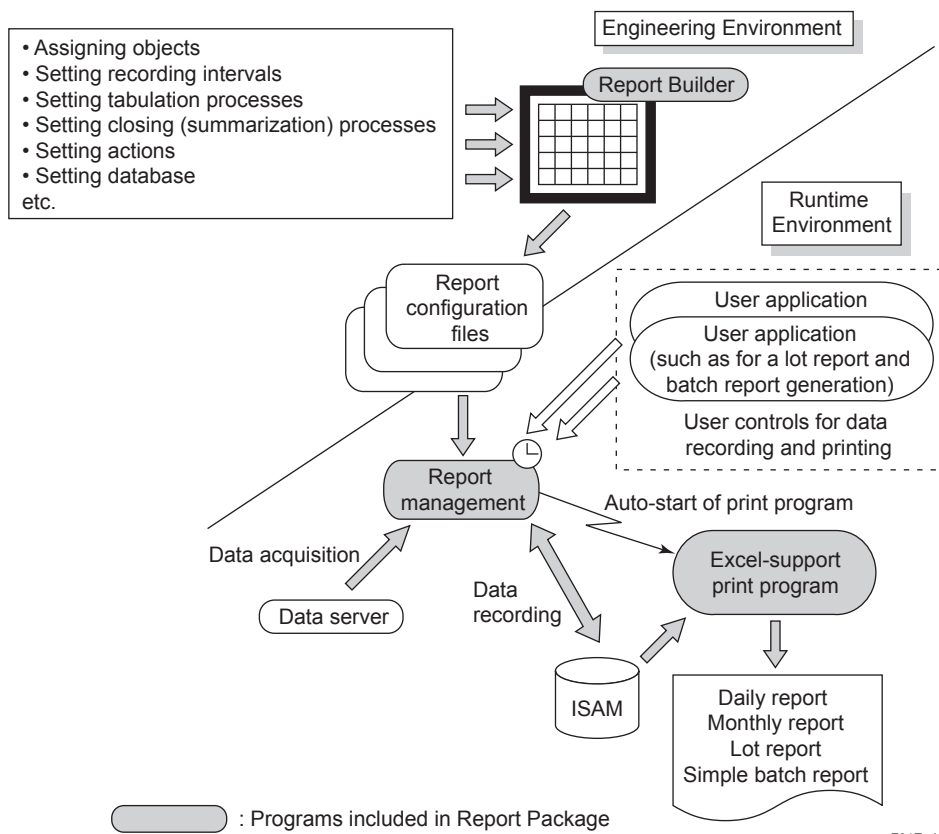 Engineering Environment
• Assigning objects
• Setting recording intervals
• Setting tabulation processes
• Setting closing (summarization) processes
• Setting actions
• Setting database
etc.
Report Builder
Runtime
Environment
Report
configuration
files
User application
User application
(such as for a lot report and
batch report generation)
User controls for data
recording and printing
Report
management
Auto-start of print program
Data acquisition
Excel-support
print program
Data server
Data
recording
ISAM
Daily report
Monthly report
Lot report
Simple batch report
: Programs included in Report Package